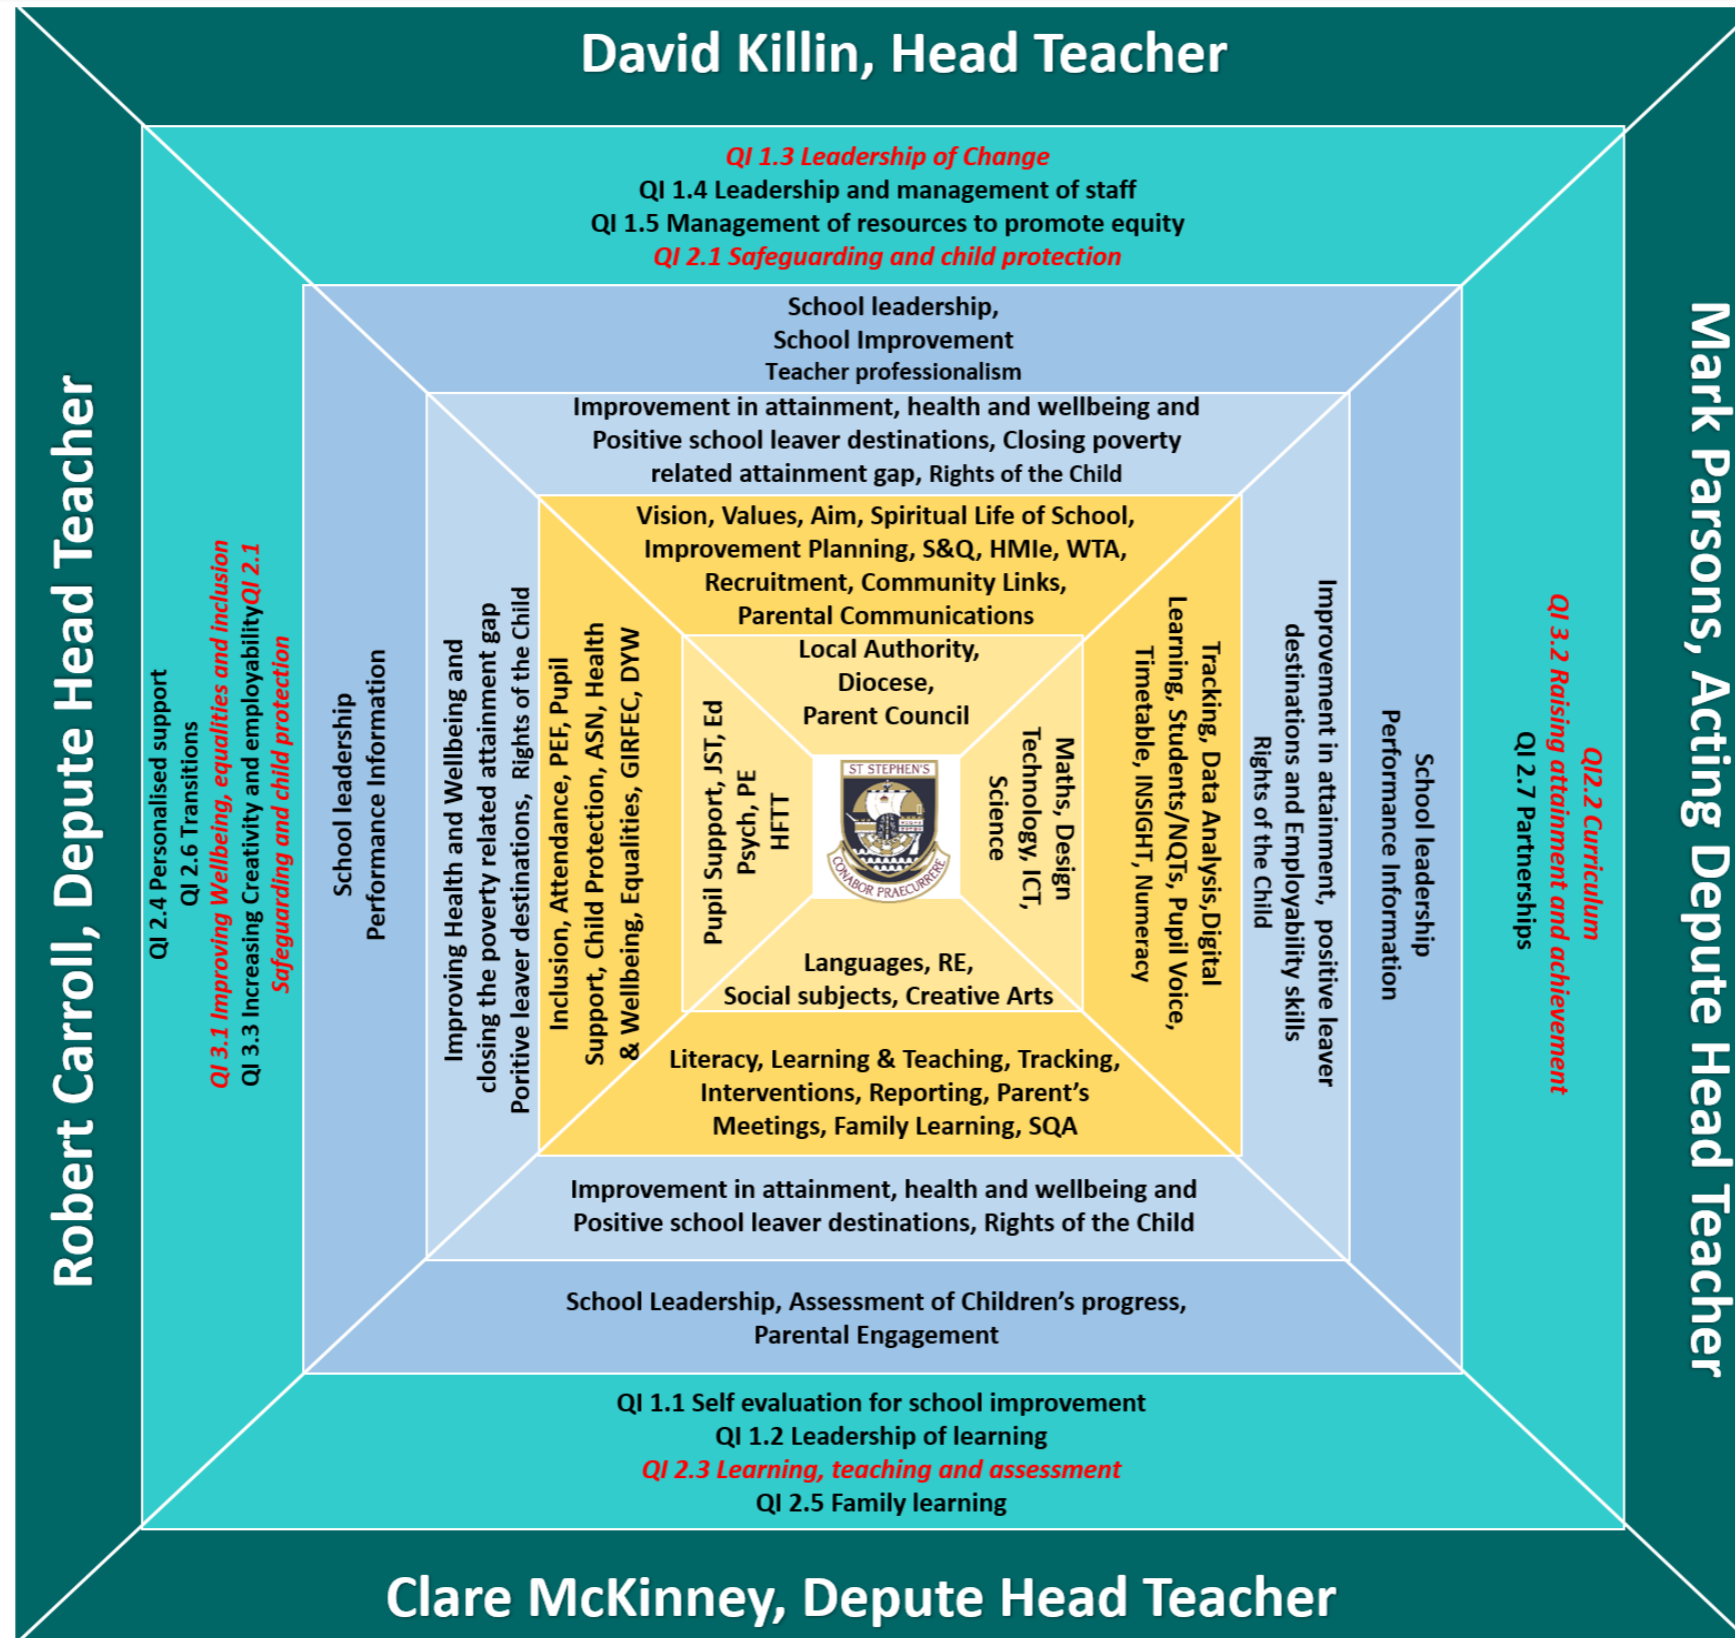 David Killin, Head Teacher
QI 1.3 Leadership of Change
QI 1.4 Leadership and management of staff
QI 1.5 Management of resources to promote equity
QI 2.1 Safeguarding and child protection
School leadership,
School Improvement
Teacher professionalism
Improvement in attainment, health and wellbeing and
Positive school leaver destinations, Closing poverty
related attainment gap, Rights of the Child
Vision, Values, Aim, Spiritual Life of School,
Improvement Planning, S&Q, HMIe, WTA,
Recruitment, Community Links,
Parental Communications
Local Authority,
Diocese,
Parent Council
Robert Carroll, Depute Head Teacher
QI 2.4 Personalised support
QI 2.6 Transitions
QI 3.1 Improving Wellbeing, equalities and inclusion
QI 3.3 Increasing Creativity and employabilityQI 2.1
Safeguarding and child protection
School leadership
Performance Information
Improving Health and Wellbeing and
closing the poverty related attainment gap
Poritive leaver destinations, Rights of the Child
Inclusion, Attendance, PEF, Pupil
Support, Child Protection, ASN, Health
& Wellbeing, Equalities, GIRFEC, DYW
Pupil Support, JST, Ed
Psych, PE
HFTT
ST STEPHEN'S
CONABOR PRAECURRERE
Mark Parsons, Acting Depute Head Teacher
QI2.2 Curriculum
QI 3.2 Raising attainment and achievement
QI 2.7 Partnerships
School leadership
Performance Information
Improvement in attainment, positive leaver
destinations and Employability skills
Rights of the Child
Tracking, Data Analysis,Digital
Learning, Students/NQTs, Pupil Voice,
Timetable, INSIGHT, Numeracy
Maths, Design
Technology, ICT,
Science
Languages, RE,
Social subjects, Creative Arts
Literacy, Learning & Teaching, Tracking,
Interventions, Reporting, Parent's
Meetings, Family Learning, SQA
Improvement in attainment, health and wellbeing and
Positive school leaver destinations, Rights of the Child
School Leadership, Assessment of Children's progress,
Parental Engagement
QI 1.1 Self evaluation for school improvement
QI 1.2 Leadership of learning
QI 2.3 Learning, teaching and assessment
QI 2.5 Family learning
Clare McKinney, Depute Head Teacher